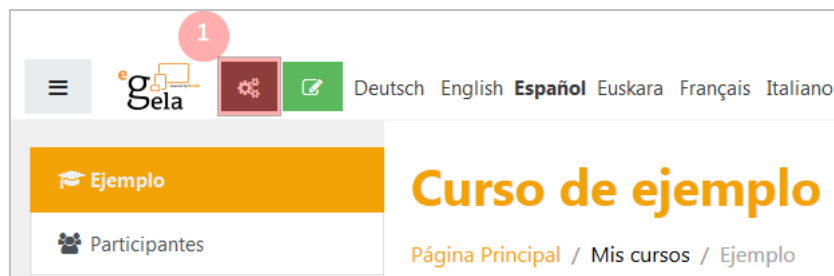 1
eGela
Deutsch English Español Euskara Français Italiano
Ejemplo
Participantes
Curso de ejemplo
Página Principal / Mis cursos / Ejemplo